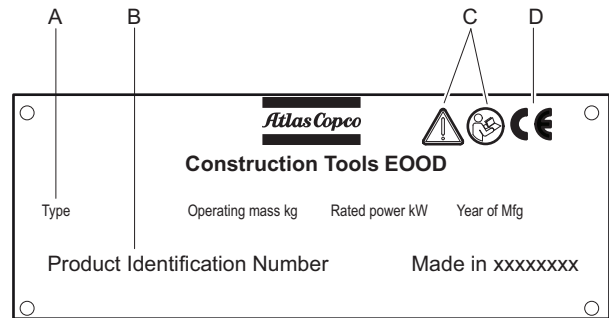 A B C D
Atlas Copco
CE
Construction Tools EOOD
Type Operating mass kg Rated power kW Year of Mfg
Product Identification Number Made in xxxxxxxx